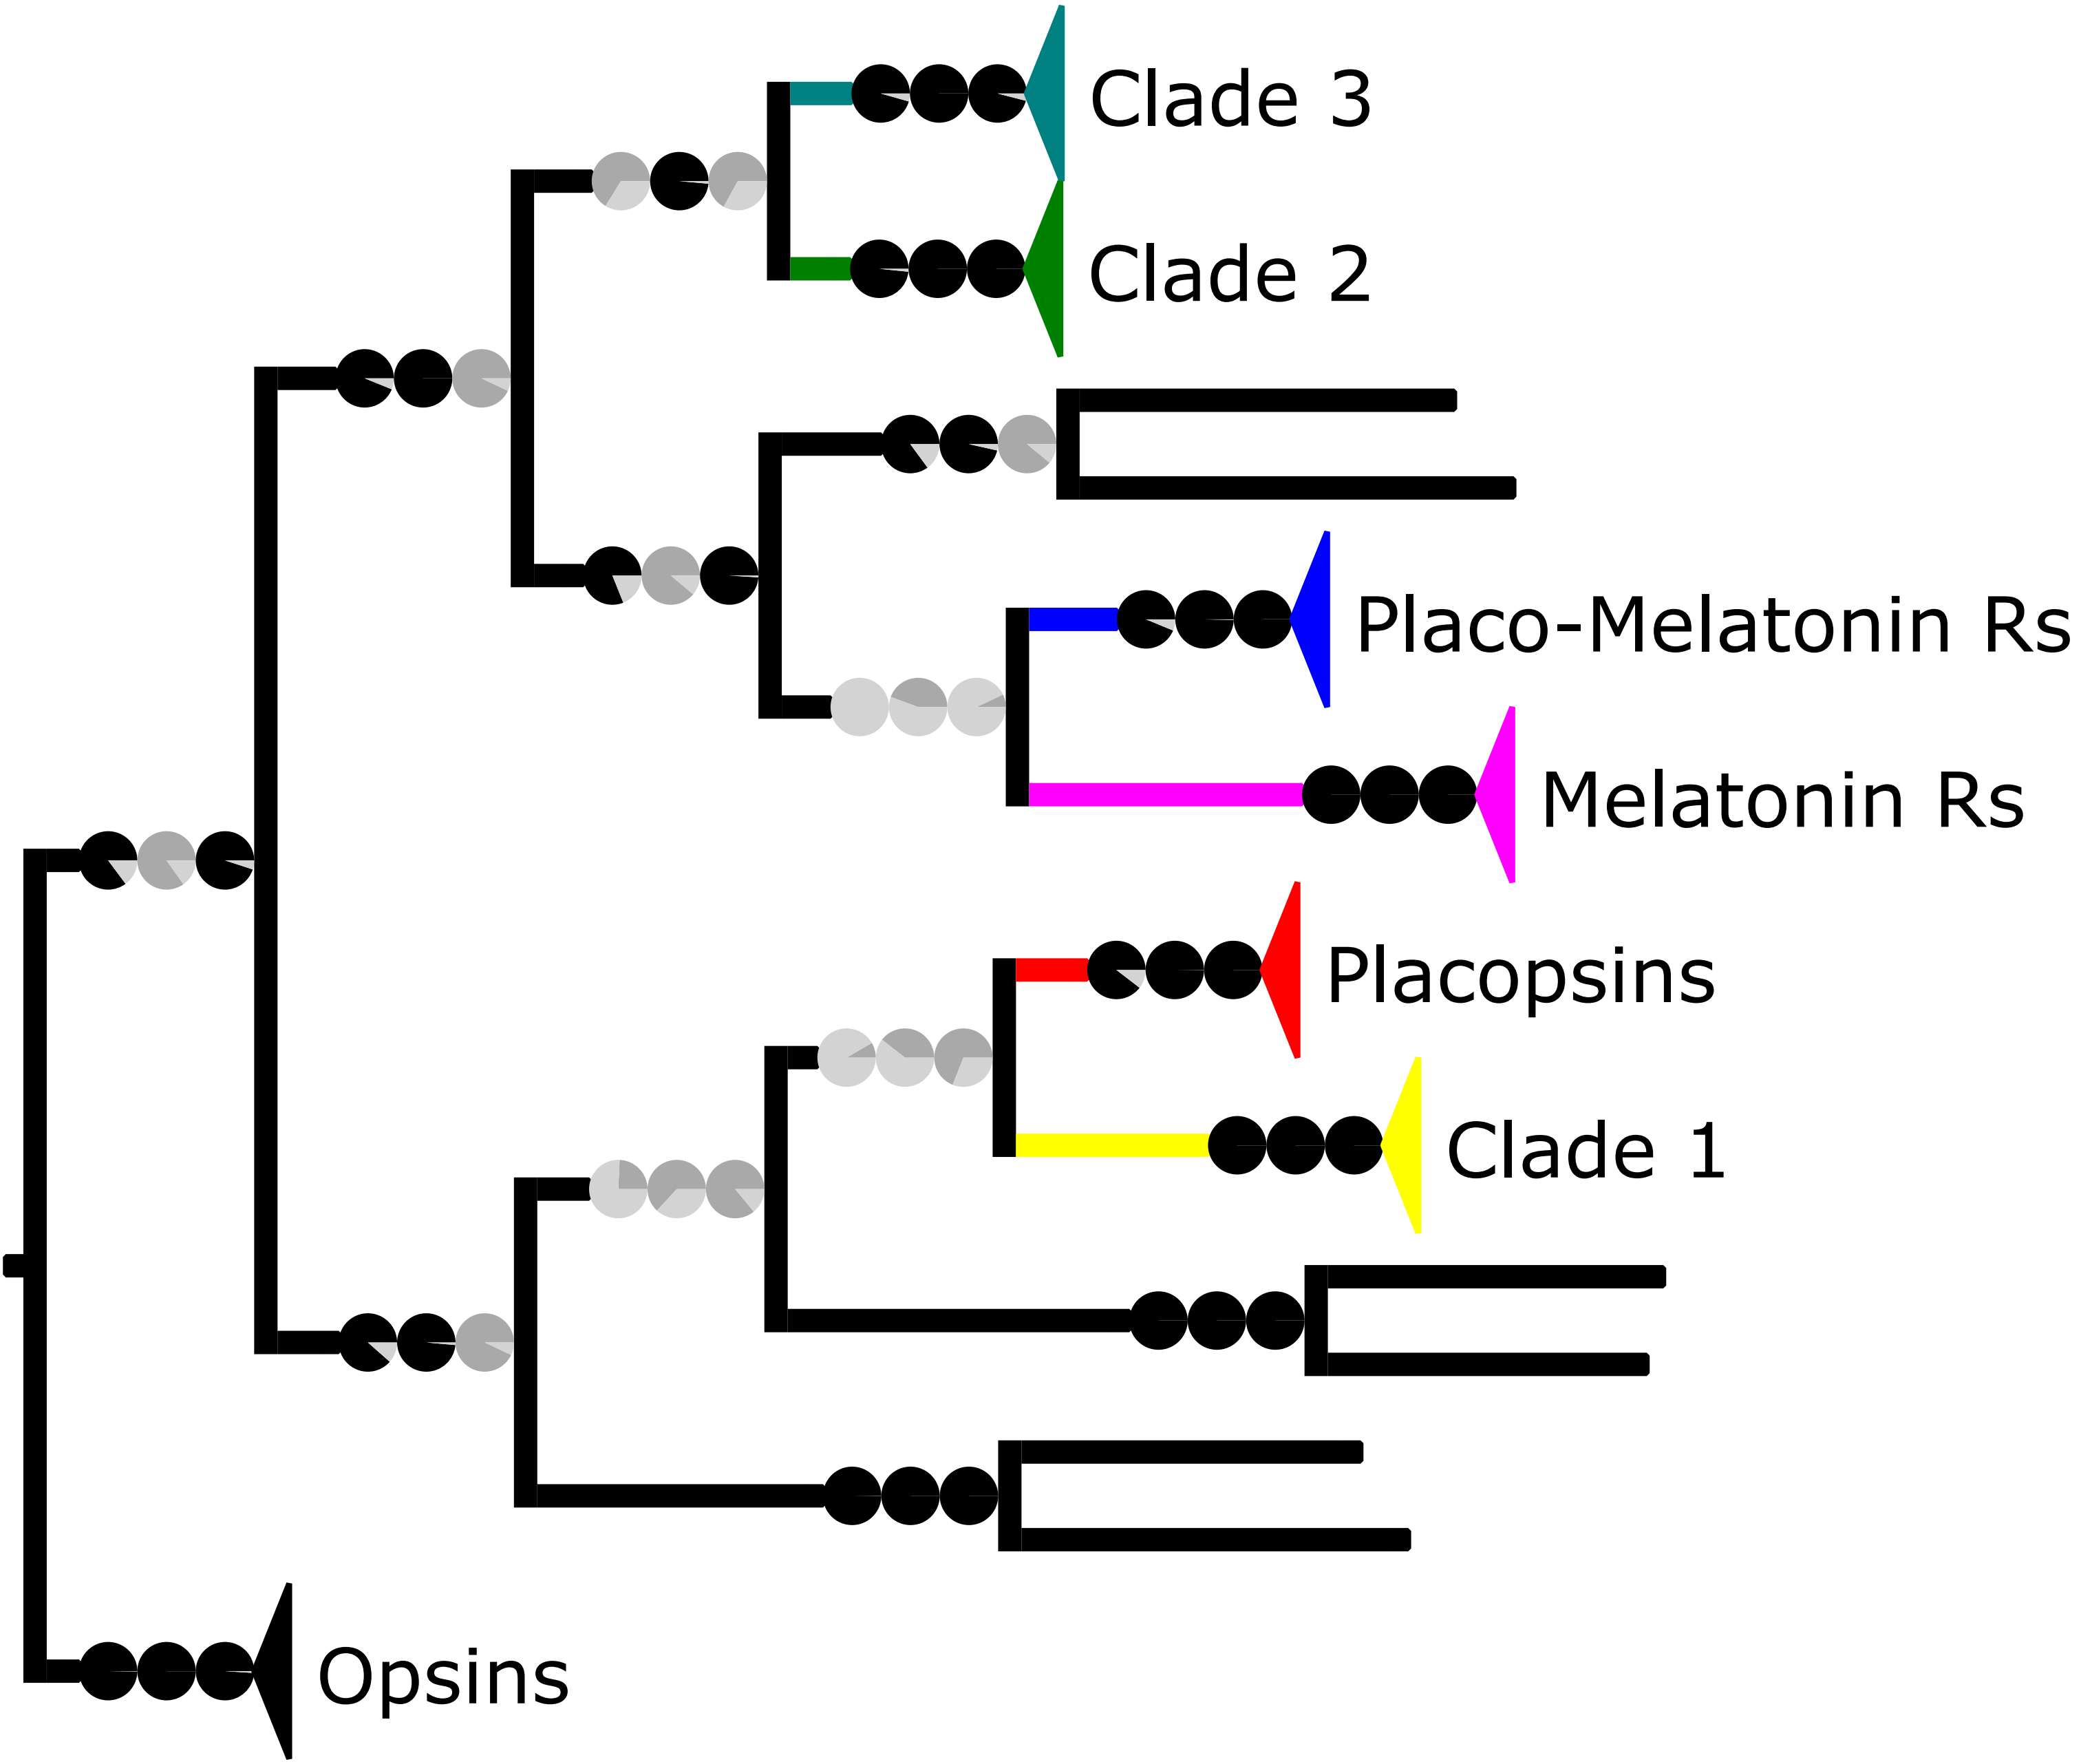 Clade 3
Clade 2
Placo-Melatonin Rs
Melatonin Rs
Placopsins
Clade 1
Opsins